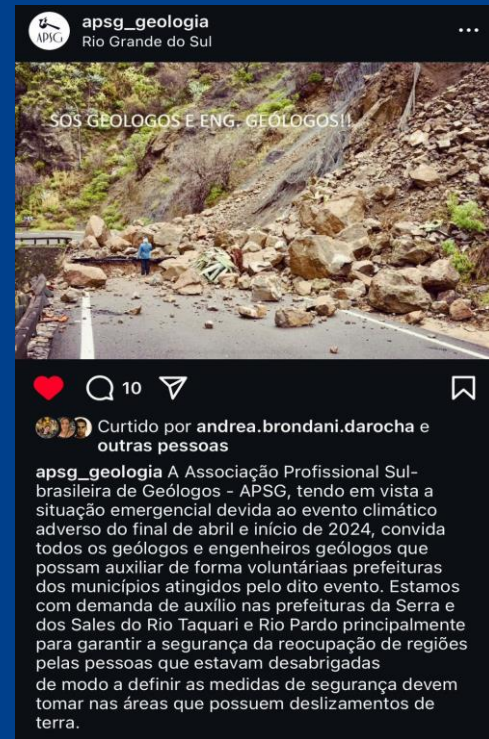 apsg_geologia
Rio Grande do Sul
APSG
SOS GEOLOGOS E ENG. GEOLOGOS!!
10
Curtido por andrea.brondani.darocha e
outras pessoas
apsg_geologia A Associação Profissional Sul-
brasileira de Geólogos - APSG, tendo em vista a
situação emergencial devida ao evento climático
adverso do final de abril e início de 2024, convida
todos os geólogos e engenheiros geólogos que
possam auxiliar de forma voluntáriaas prefeituras
dos municípios atingidos pelo dito evento. Estamos
com demanda de auxílio nas prefeituras da Serra e
dos Sales do Rio Taquari e Rio Pardo principalmente
para garantir a segurança da reocupação de regiões
pelas pessoas que estavam desabrigadas
de modo a definir as medidas de segurança devem
tomar nas áreas que possuem deslizamentos de
terra.